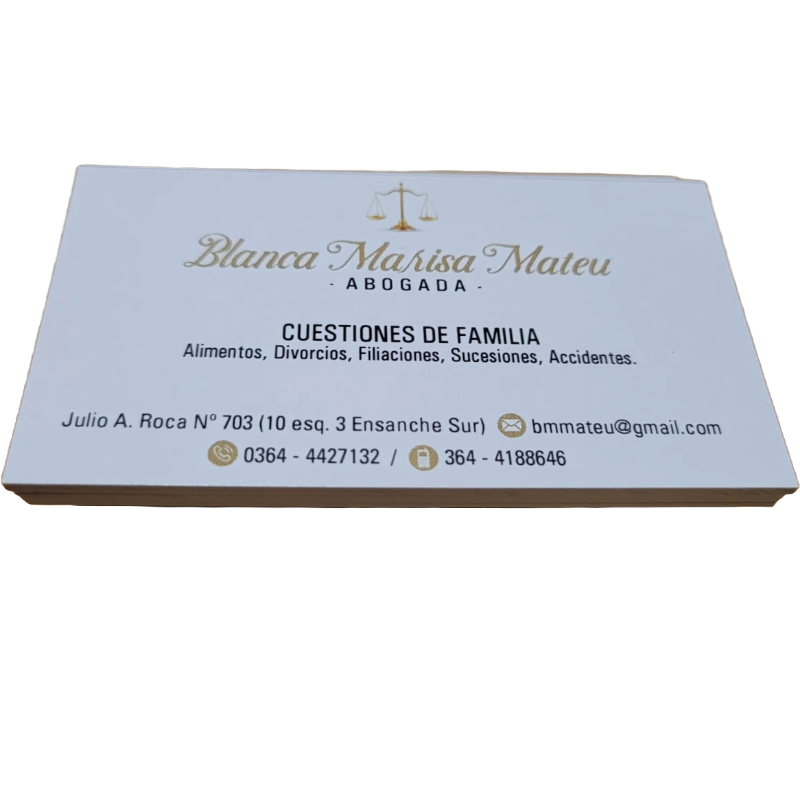 Blanca Marisa Mateu
- ABOGADA -
CUESTIONES DE FAMILIA
Alimentos, Divorcios, Filiaciones, Sucesiones, Accidentes.
Julio A. Roca Nº 703 (10 esq. 3 Ensanche Sur) bmmateu@gmail.com
0364 - 4427132 / 364 - 4188646